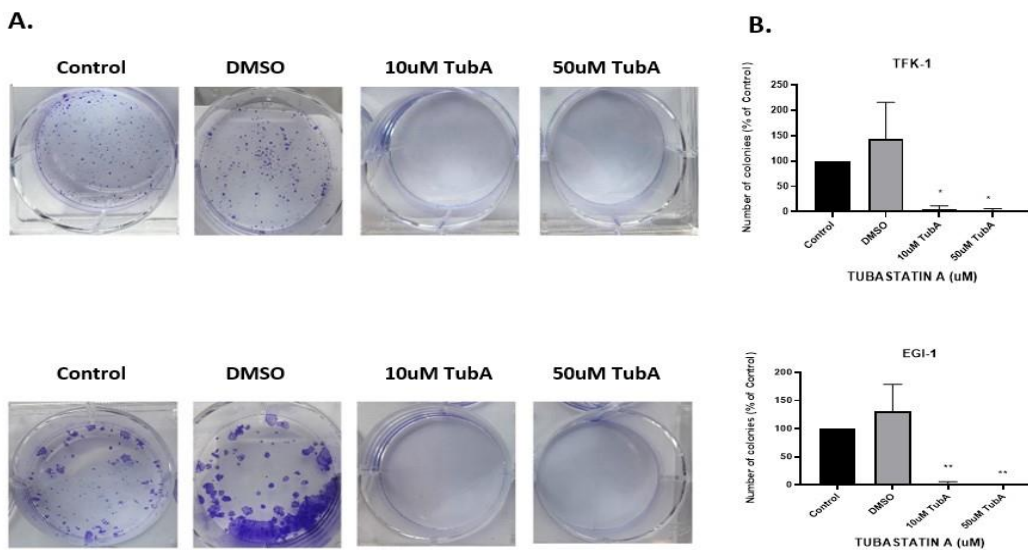 A.
Control DMSO 10uM TubA 50uM TubA
Control DMSO 10uM TubA 50uM TubA
B.
TFK-1
Number of colonies (% of Control)
250
200
150
100
50
0
Control DMSO 10uM TubA 50uM TubA
* *
TUBASTATIN A (uM)
EGI-1
Number of colonies (% of Control)
200
150
100
50
0
Control DMSO 10uM TubA 50uM TubA
** **
TUBASTATIN A (uM)